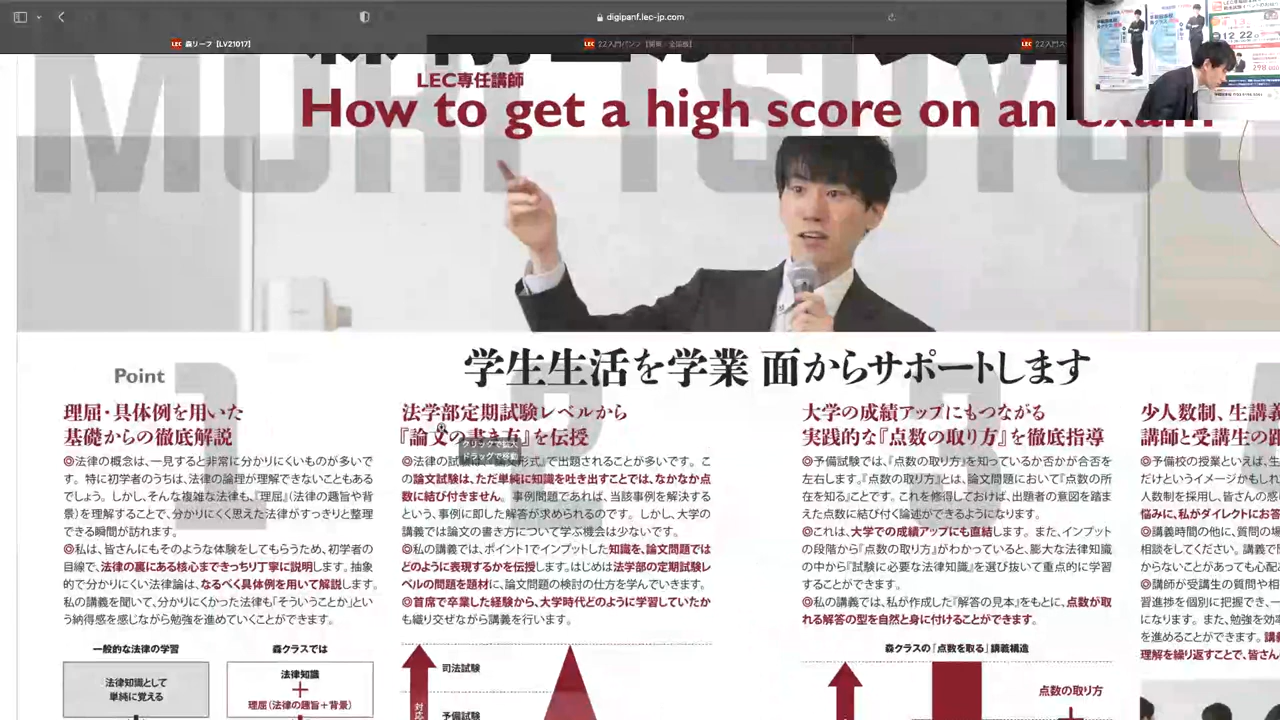 digipanf.lec-jp.com
LEC 森リーフ【LV21017】
LEC 22入門パンフ【関東・全国版】
LEC 22入門ス
LEC専任講師
How to get a high score on an exam
学生生活を学業 面からサポートします
Point
1
理屈・具体例を用いた
基礎からの徹底解説
◎法律の概念は、一見すると非常に分かりにくいものが多いで
す。 特に初学者のうちは、法律の論理が理解できないこともある
でしょう。しかし、そんな複雑な法律も、『理屈』（法律の趣旨や背
景）を理解することで、分かりにくく思えた法律がすっきりと整理
できる瞬間が訪れます。
◎私は、皆さんにもそのような体験をしてもらうため、初学者の
目線で、法律の裏にある核心まできっちり丁寧に説明します。抽象
的で分かりにくい法律論は、なるべく具体例を用いて解説します。
私の講義を聞いて、分かりにくかった法律も「そういうことか」とい
う納得感を感じながら勉強を進めていくことができます。
一般的な法律の学習
森クラスでは
法律知識として
単純に覚える
法律知識
＋
理屈（法律の趣旨＋背景）
法学部定期試験レベルから
『論文の書き方』を伝授
クリックで拡大
ドラッグで移動
の論文試験は、ただ単純に知識を吐き出すことでは、なかなか点
数に結び付きません。 事例問題であれば、当該事例を解決する
という、事例に即した解答が求められるのです。しかし、大学の
講義では論文の書き方について学ぶ機会は少ないです。
◎私の講義では、ポイント1でインプットした知識を、論文問題では
どのように表現するかを伝授します。はじめは法学部の定期試験レ
ベルの問題を題材に、論文問題の検討の仕方を学んでいきます。
◎首席で卒業した経験から、大学時代どのように学習していたか
も織り交ぜながら講義を行います。
司法試験
予備試験
対応
大学の成績アップにもつながる
実践的な『点数の取り方』を徹底指導
◎予備試験では、『点数の取り方』を知っているか否かが合否を
左右します。『点数の取り方』とは、論文問題において『点数の所
在を知る』ことです。これを修得しておけば、出題者の意図を踏ま
えた点数に結び付く論述ができるようになります。
◎これは、大学での成績アップにも直結します。また、インプット
の段階から『点数の取り方』がわかっていると、膨大な法律知識
の中から『試験に必要な法律知識』を選び抜いて重点的に学習
することができます。
◎私の講義では、私が作成した『解答の見本』をもとに、点数が取
れる解答の型を自然と身に付けることができます。
森クラスの『点数を取る』講義構造
点数の取り方
＋
少人数制、生講義
講師と受講生の距
◎予備校の授業といえば、生
だけというイメージかもしれ
人数制を採用し、皆さんの感
悩みに、私がダイレクトにお答
◎講義時間の他に、質問の場
相談をしてください。講義で
からないことがあっても心配
◎講師が受講生の質問や相
習進捗を個別に把握でき、一
になります。また、勉強を効率
を進めることができます。講
理解を繰り返すことで、皆さん